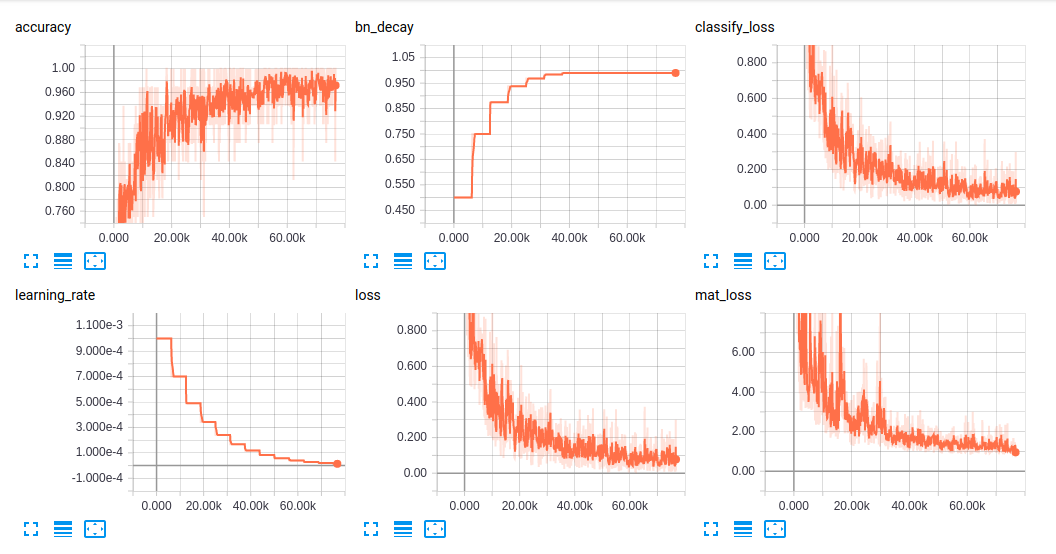 accuracy bn_decay classify_loss
1.00 1.05 0.800
0.960 0.950
0.920 0.850 0.600
0.880 0.750 0.400
0.840 0.650
0.800 0.550 0.200
0.760 0.450 0.00
0.000 20.00k 40.00k 60.00k 0.000 20.00k 40.00k 60.00k 0.000 20.00k 40.00k 60.00k
learning_rate loss mat_loss
1.100e-3 0.800
9.000e-4 6.00
7.000e-4 0.600
5.000e-4 0.400 4.00
3.000e-4 0.200 2.00
1.000e-4
-1.000e-4 0.00 0.00
0.000 20.00k 40.00k 60.00k 0.000 20.00k 40.00k 60.00k 0.000 20.00k 40.00k 60.00k